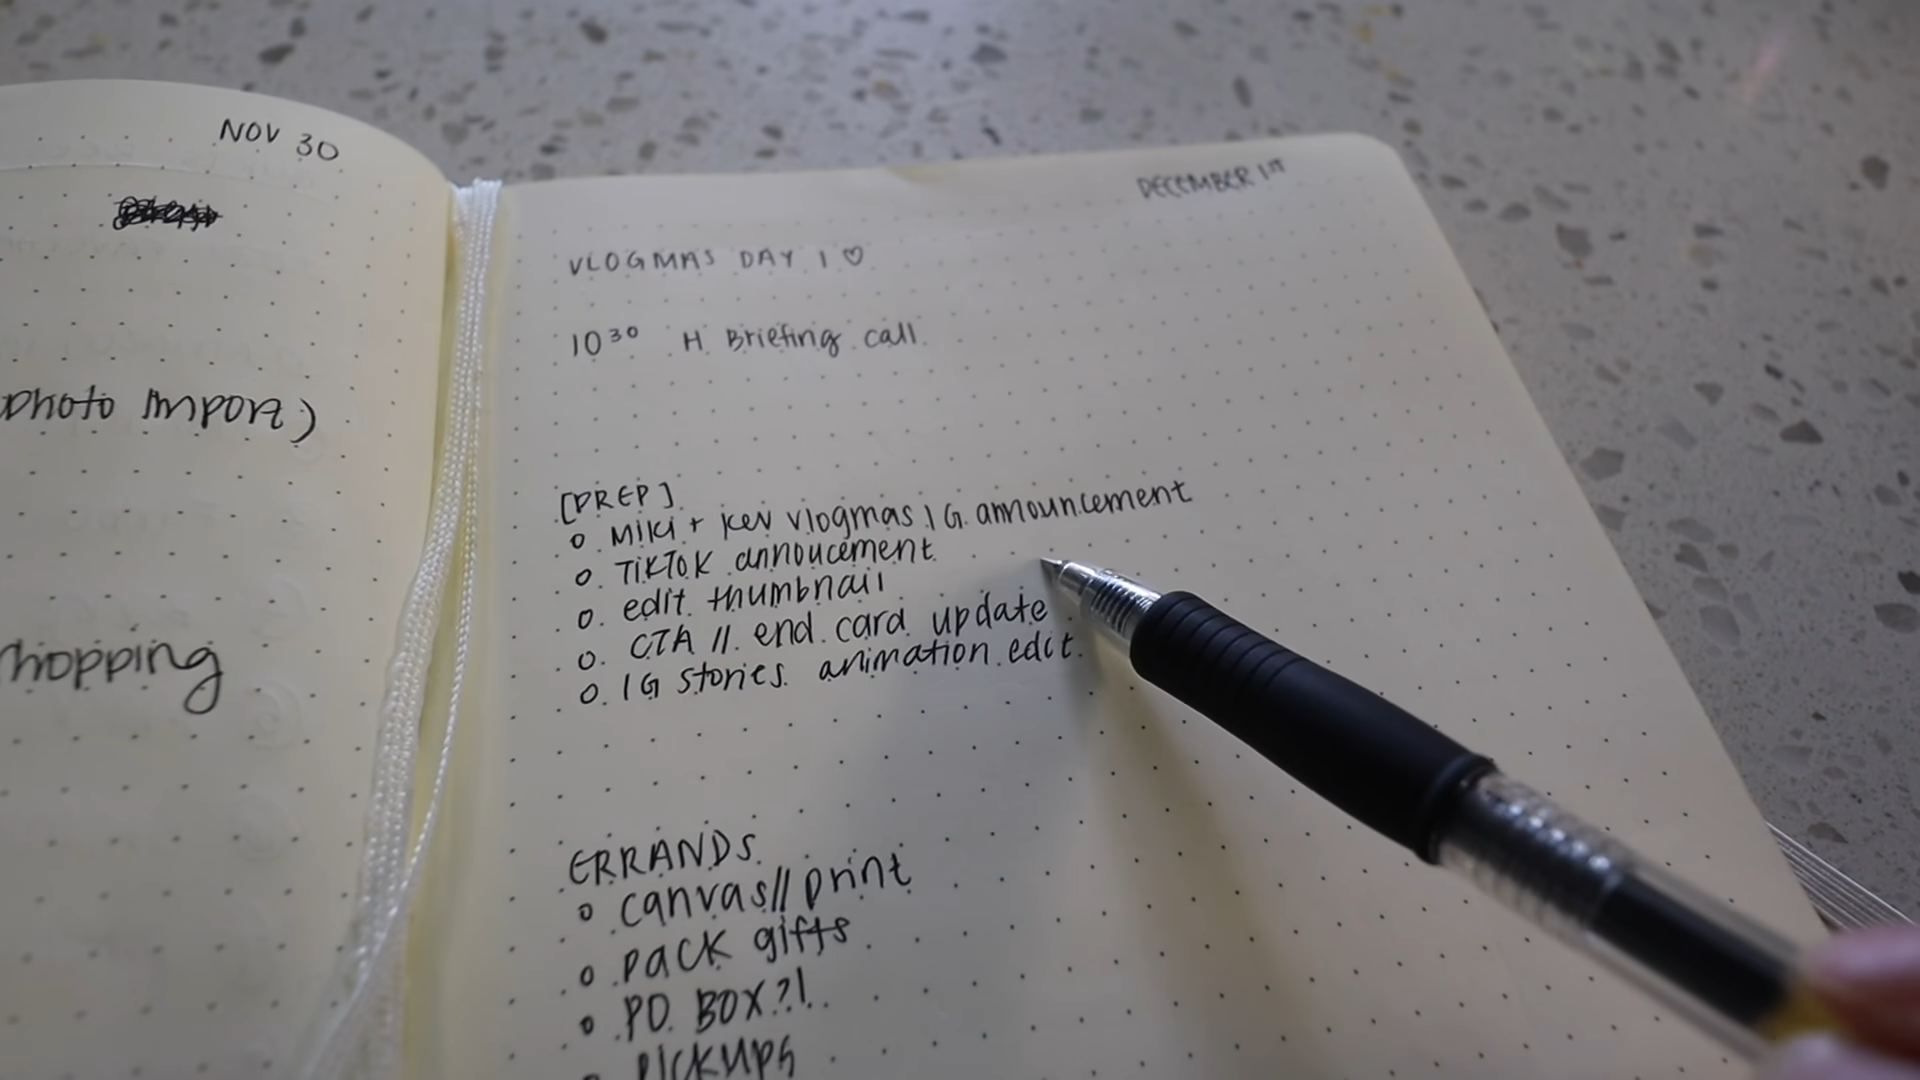 NOV 30
photo import)
hopping
DECEMBER 1ST
VLOGMAS DAY 1 ♡
10³⁰ H Briefing call
[PREP]
Miki + Kev vlogmas IG announcement
TIKTOK annoucement
edit thumbnail
CTA // end card update
IG stories animation edit
ERRANDS
canvas// print
pack gifts
PO BOX?!
PICKUPS